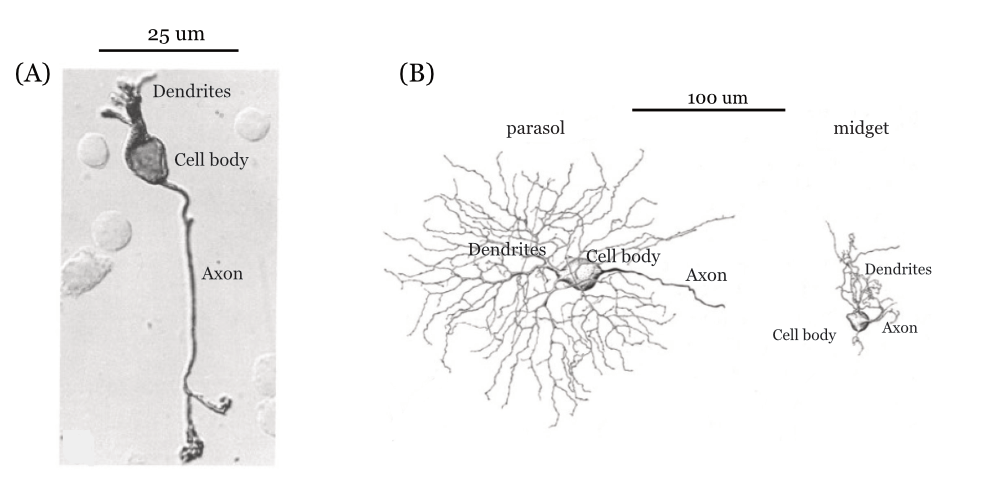 25 um
(A)
Dendrites
Cell body
Axon
(B)
100 um
parasol
midget
Dendrites
Cell body
Axon
Dendrites
Cell body
Axon